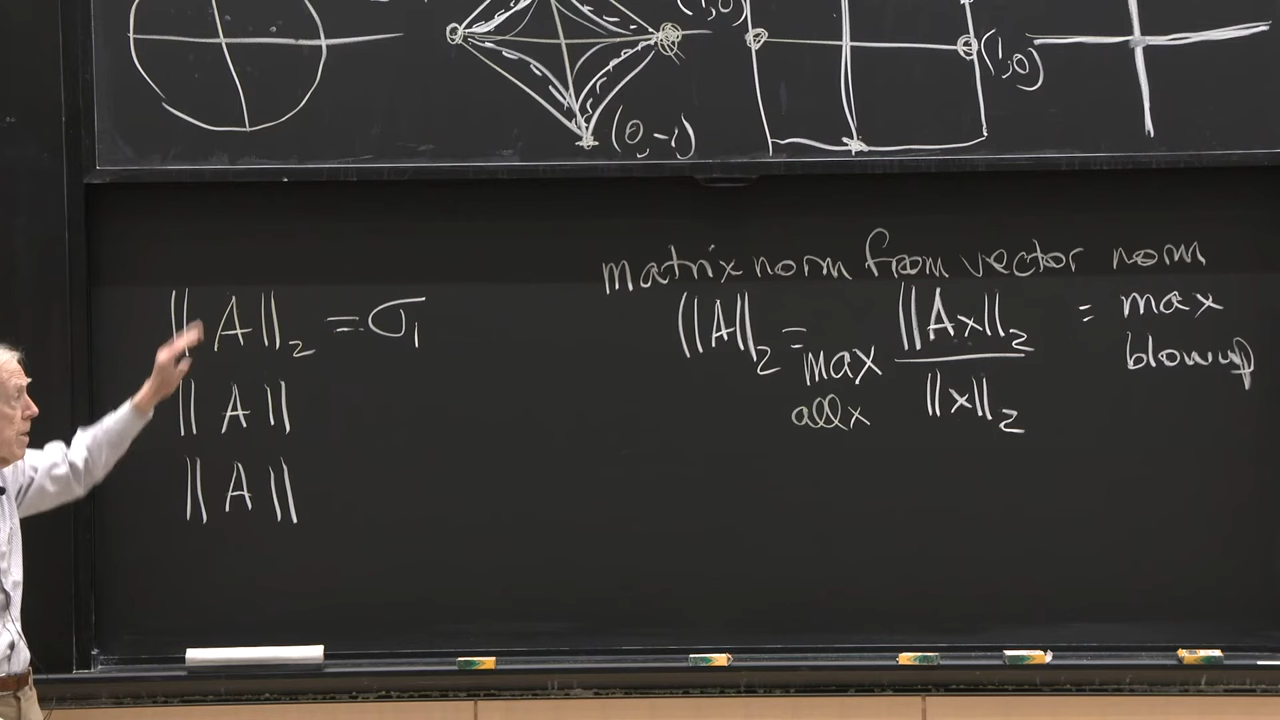 (1,0)
(1,0)
(0,-1)
matrix norm from vector norm
||A||₂ = σ₁
||A||
||A||
||A||₂ = max all x ||Ax||₂ / ||x||₂ = max blowup